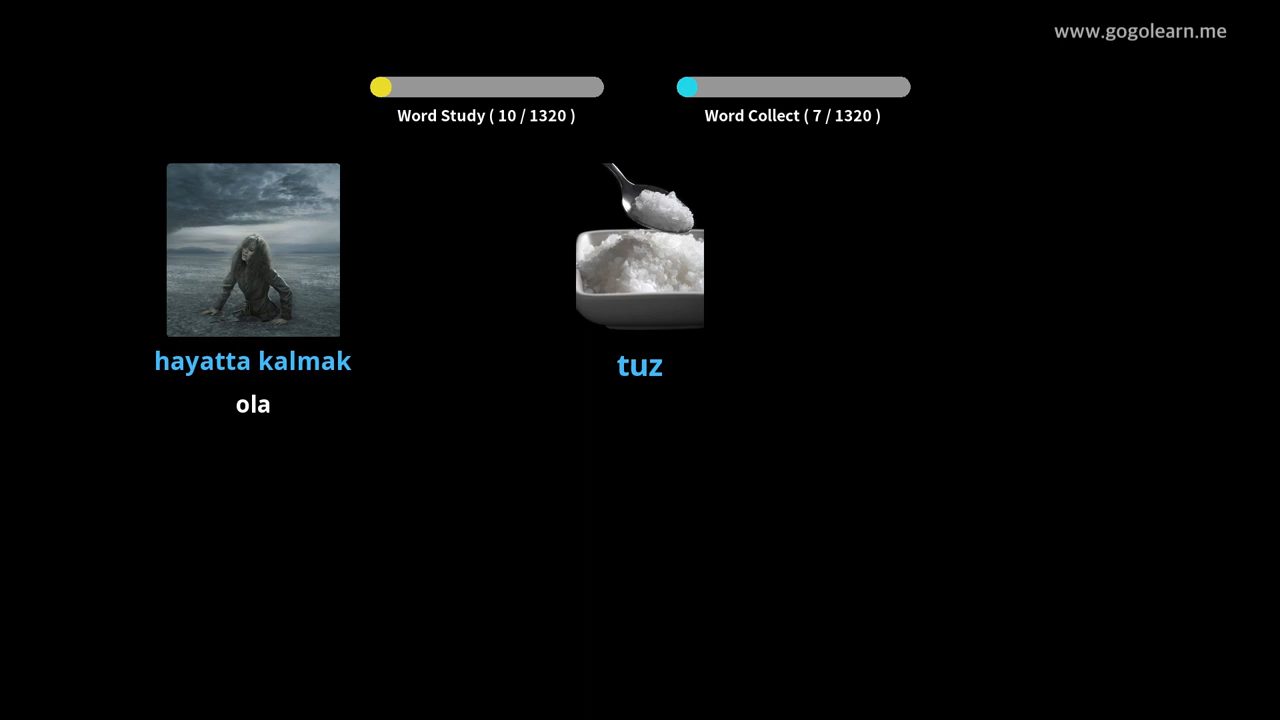 www.gogolearn.me
Word Study ( 10 / 1320 )
Word Collect ( 7 / 1320 )
hayatta kalmak
ola
tuz